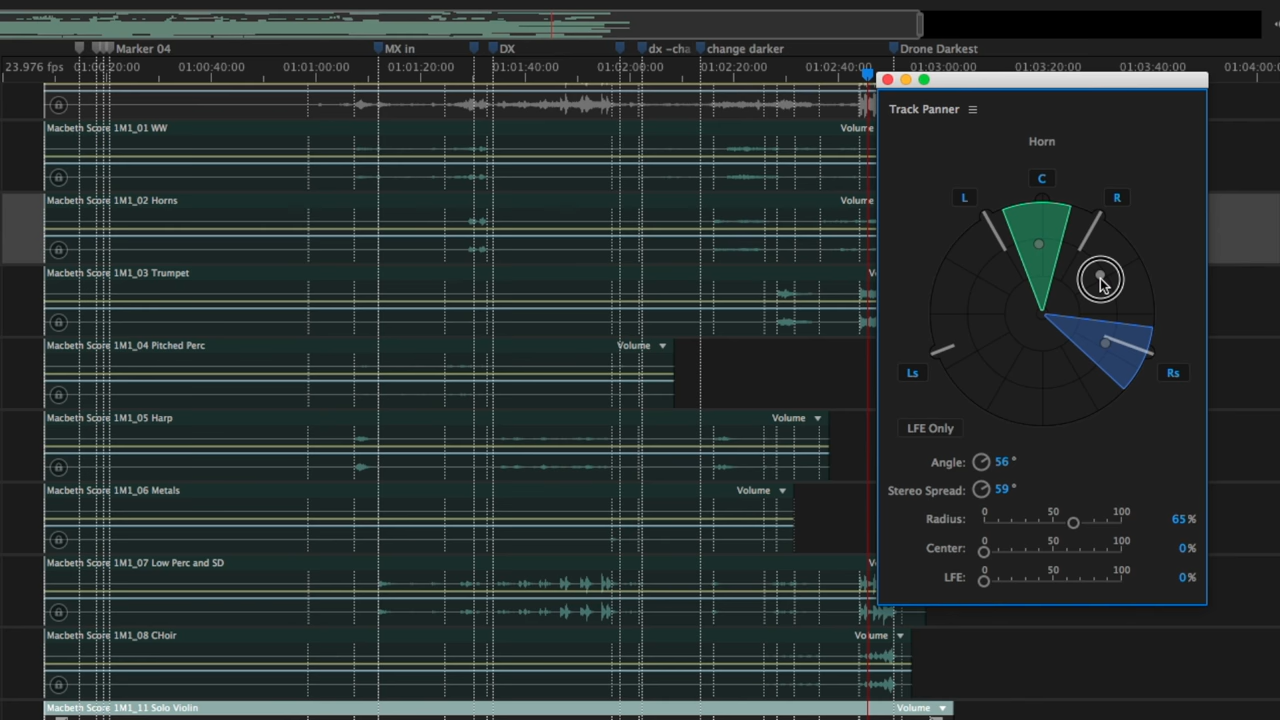 Marker 04 MX in DX dx -cha change darker Drone Darkest
23.976 fps 01:00:20:00 01:00:40:00 01:01:00:00 01:01:20:00 01:01:40:00 01:02:00:00 01:02:20:00 01:02:40:00 01:03:00:00 01:03:20:00 01:03:40:00 01:04:00:0
Macbeth Score 1M1_01 WW Volume
Macbeth Score 1M1_02 Horns Volume
Macbeth Score 1M1_03 Trumpet V
Macbeth Score 1M1_04 Pitched Perc Volume
Macbeth Score 1M1_05 Harp Volume
Macbeth Score 1M1_06 Metals Volume
Macbeth Score 1M1_07 Low Perc and SD V
Macbeth Score 1M1_08 CHoir Volume
Macbeth Score 1M1_11 Solo Violin Volume
Track Panner
Horn
C
L R
Ls Rs
LFE Only
Angle: 56 °
Stereo Spread: 59 °
0 50 100
Radius: 65%
0 50 100
Center: 0%
0 50 100
LFE: 0%